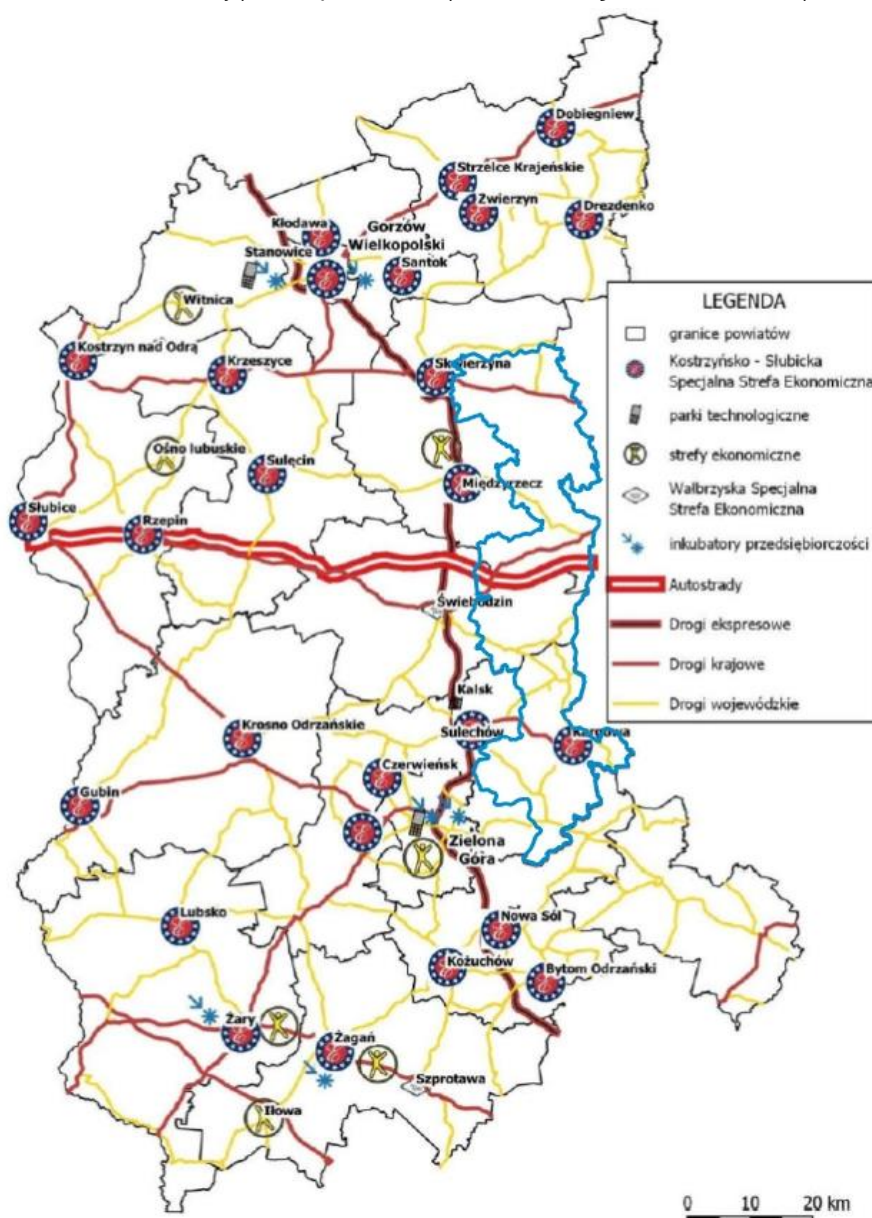 Dobiegniew
Strzelce Krajeńskie
Zwierzyn
Drezdenko
Kłodawa
Gorzów
Wielkopolski
Stanowice
Santok
Witnica
Kostrzyn nad Odrą
Krzeszyce
Skwierzyna
Ośno lubuskie
Sulęcin
Międzyrzecz
Słubice
Rzepin
Świebodzin
Kalsk
Krosno Odrzańskie
Sulechów
Kargowa
Czerwieńsk
Gubin
Zielona
Góra
Lubsko
Nowa Sól
Kożuchów
Bytom Odrzański
Żary
Żagań
Szprotawa
Iłowa
LEGENDA
granice powiatów
Kostrzyńsko - Słubicka
Specjalna Strefa Ekonomiczna
parki technologiczne
strefy ekonomiczne
Wałbrzyska Specjalna
Strefa Ekonomiczna
inkubatory przedsiębiorczości
Autostrady
Drogi ekspresowe
Drogi krajowe
Drogi wojewódzkie
0 10 20 km